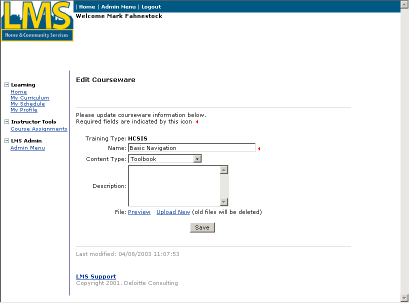 LMS
Home & Community Services
| Home | Admin Menu | Logout
Welcome Mark Fahnestock
Learning
Home
My Curriculum
My Schedule
My Profile
Instructor Tools
Course Assignments
LMS Admin
Admin Menu
Edit Courseware
Please update courseware information below.
Required fields are indicated by this icon
Training Type: HCSIS
Name: Basic Navigation
Content Type: Toolbook
Description:
File: Preview Upload New (old files will be deleted)
Save
Last modified: 04/08/2003 11:07:53
LMS Support
Copyright 2001, Deloitte Consulting